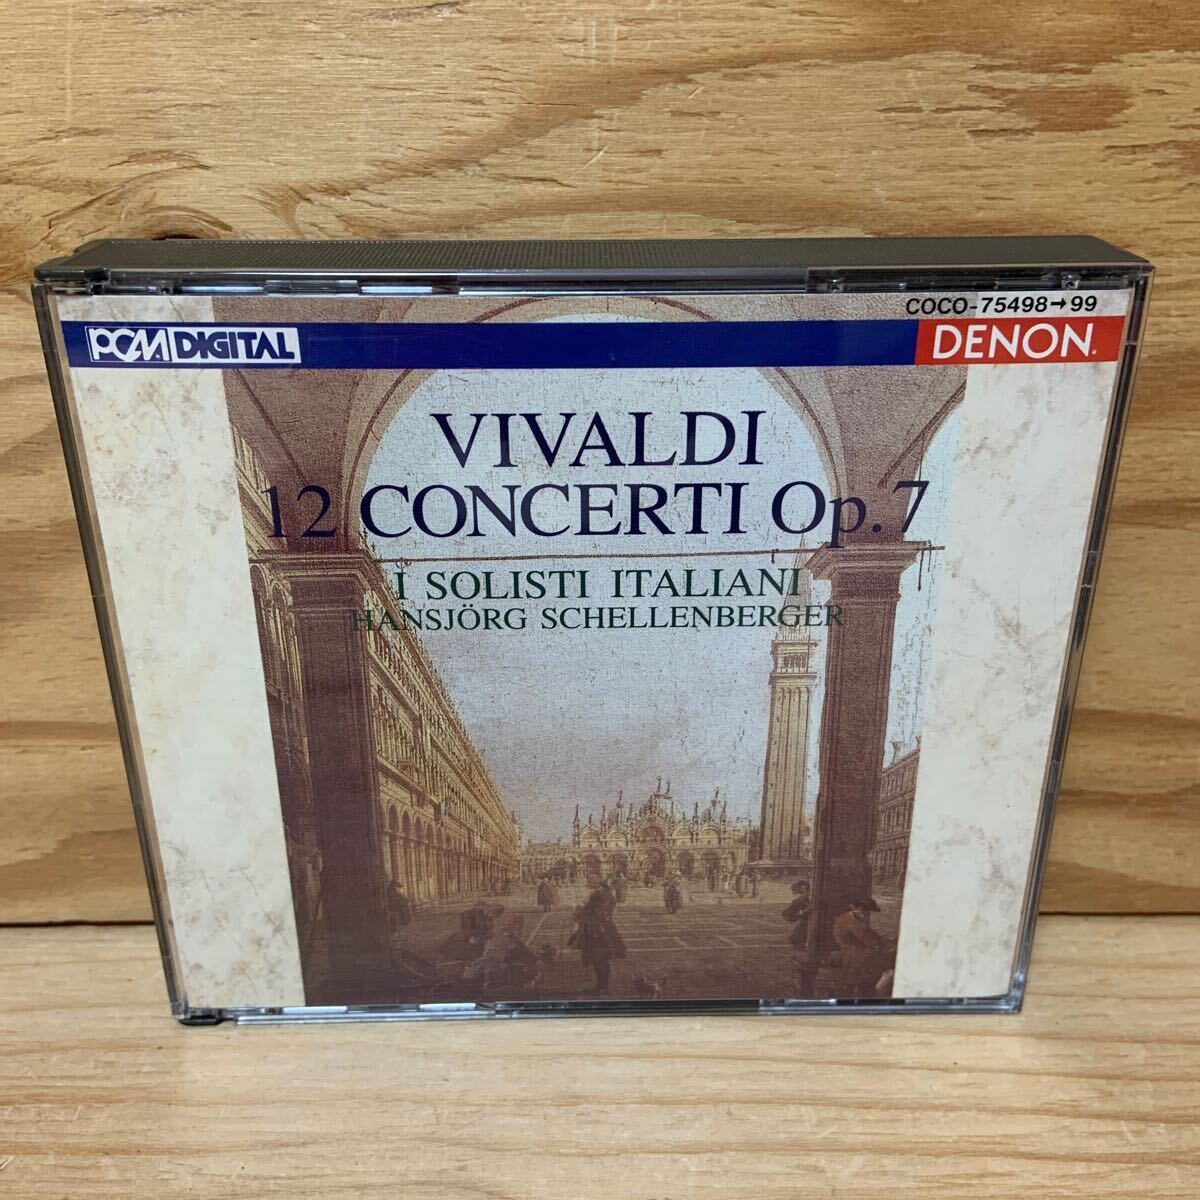 COCO-75498→99
PCM DIGITAL
DENON
VIVALDI
12 CONCERTI Op.7
I SOLISTI ITALIANI
HANSJÖRG SCHELLENBERGER